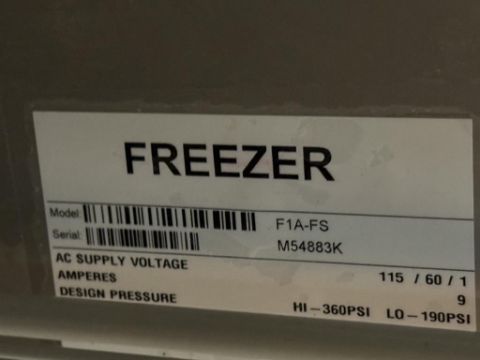 FREEZER
Model: F1A-FS
Serial: M54883K
AC SUPPLY VOLTAGE 115 / 60 / 1
AMPERES 9
DESIGN PRESSURE HI-360PSI LO-190PSI